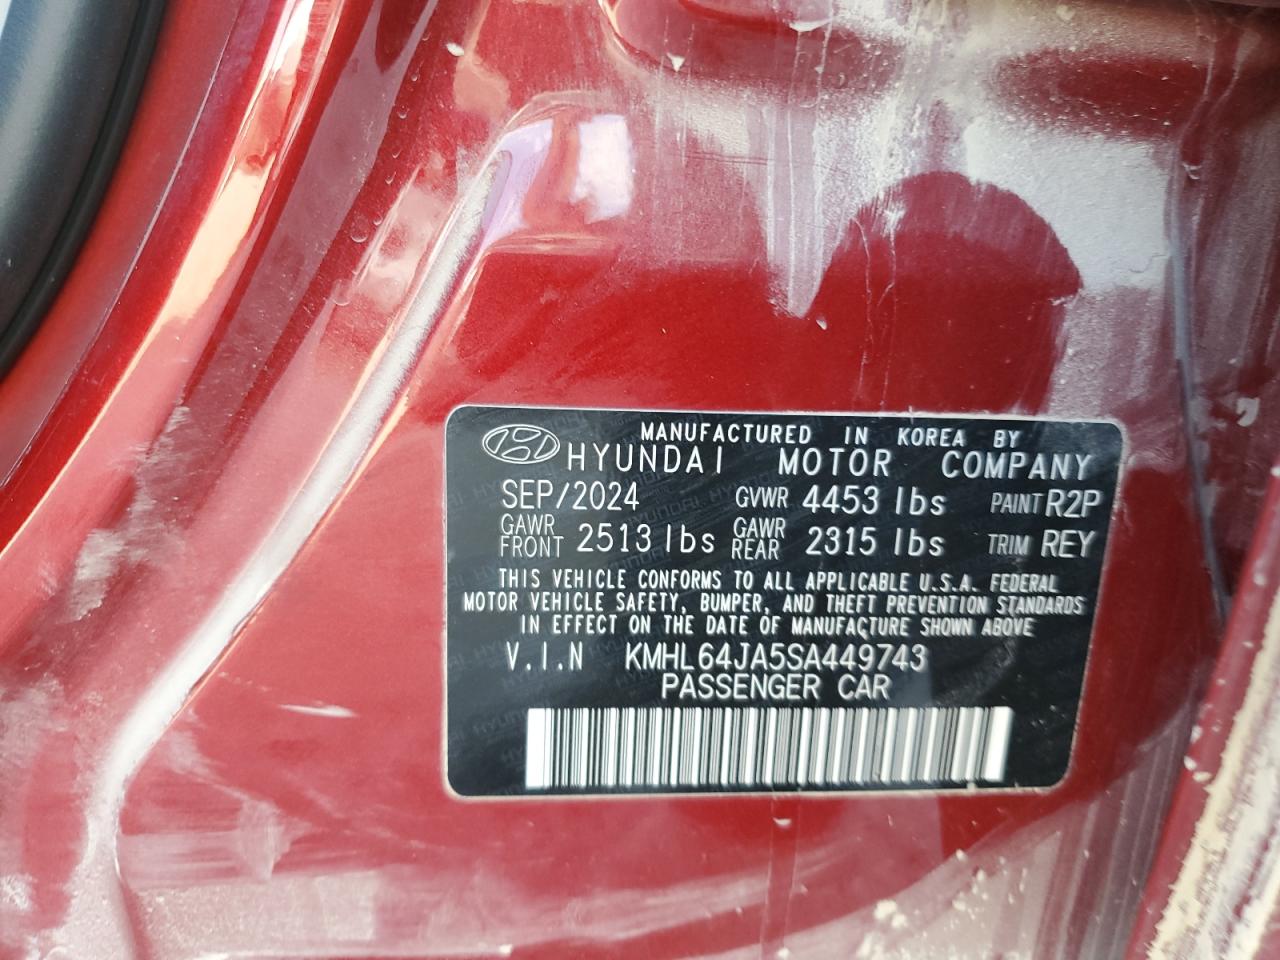 MANUFACTURED IN KOREA BY
HYUNDAI MOTOR COMPANY
SEP/2024 GVWR 4453 lbs PAINT R2P
GAWR FRONT 2513 lbs GAWR REAR 2315 lbs TRIM REY
THIS VEHICLE CONFORMS TO ALL APPLICABLE U.S.A. FEDERAL
MOTOR VEHICLE SAFETY, BUMPER, AND THEFT PREVENTION STANDARDS
IN EFFECT ON THE DATE OF MANUFACTURE SHOWN ABOVE
V.I.N KMHL64JA5SA449743
PASSENGER CAR